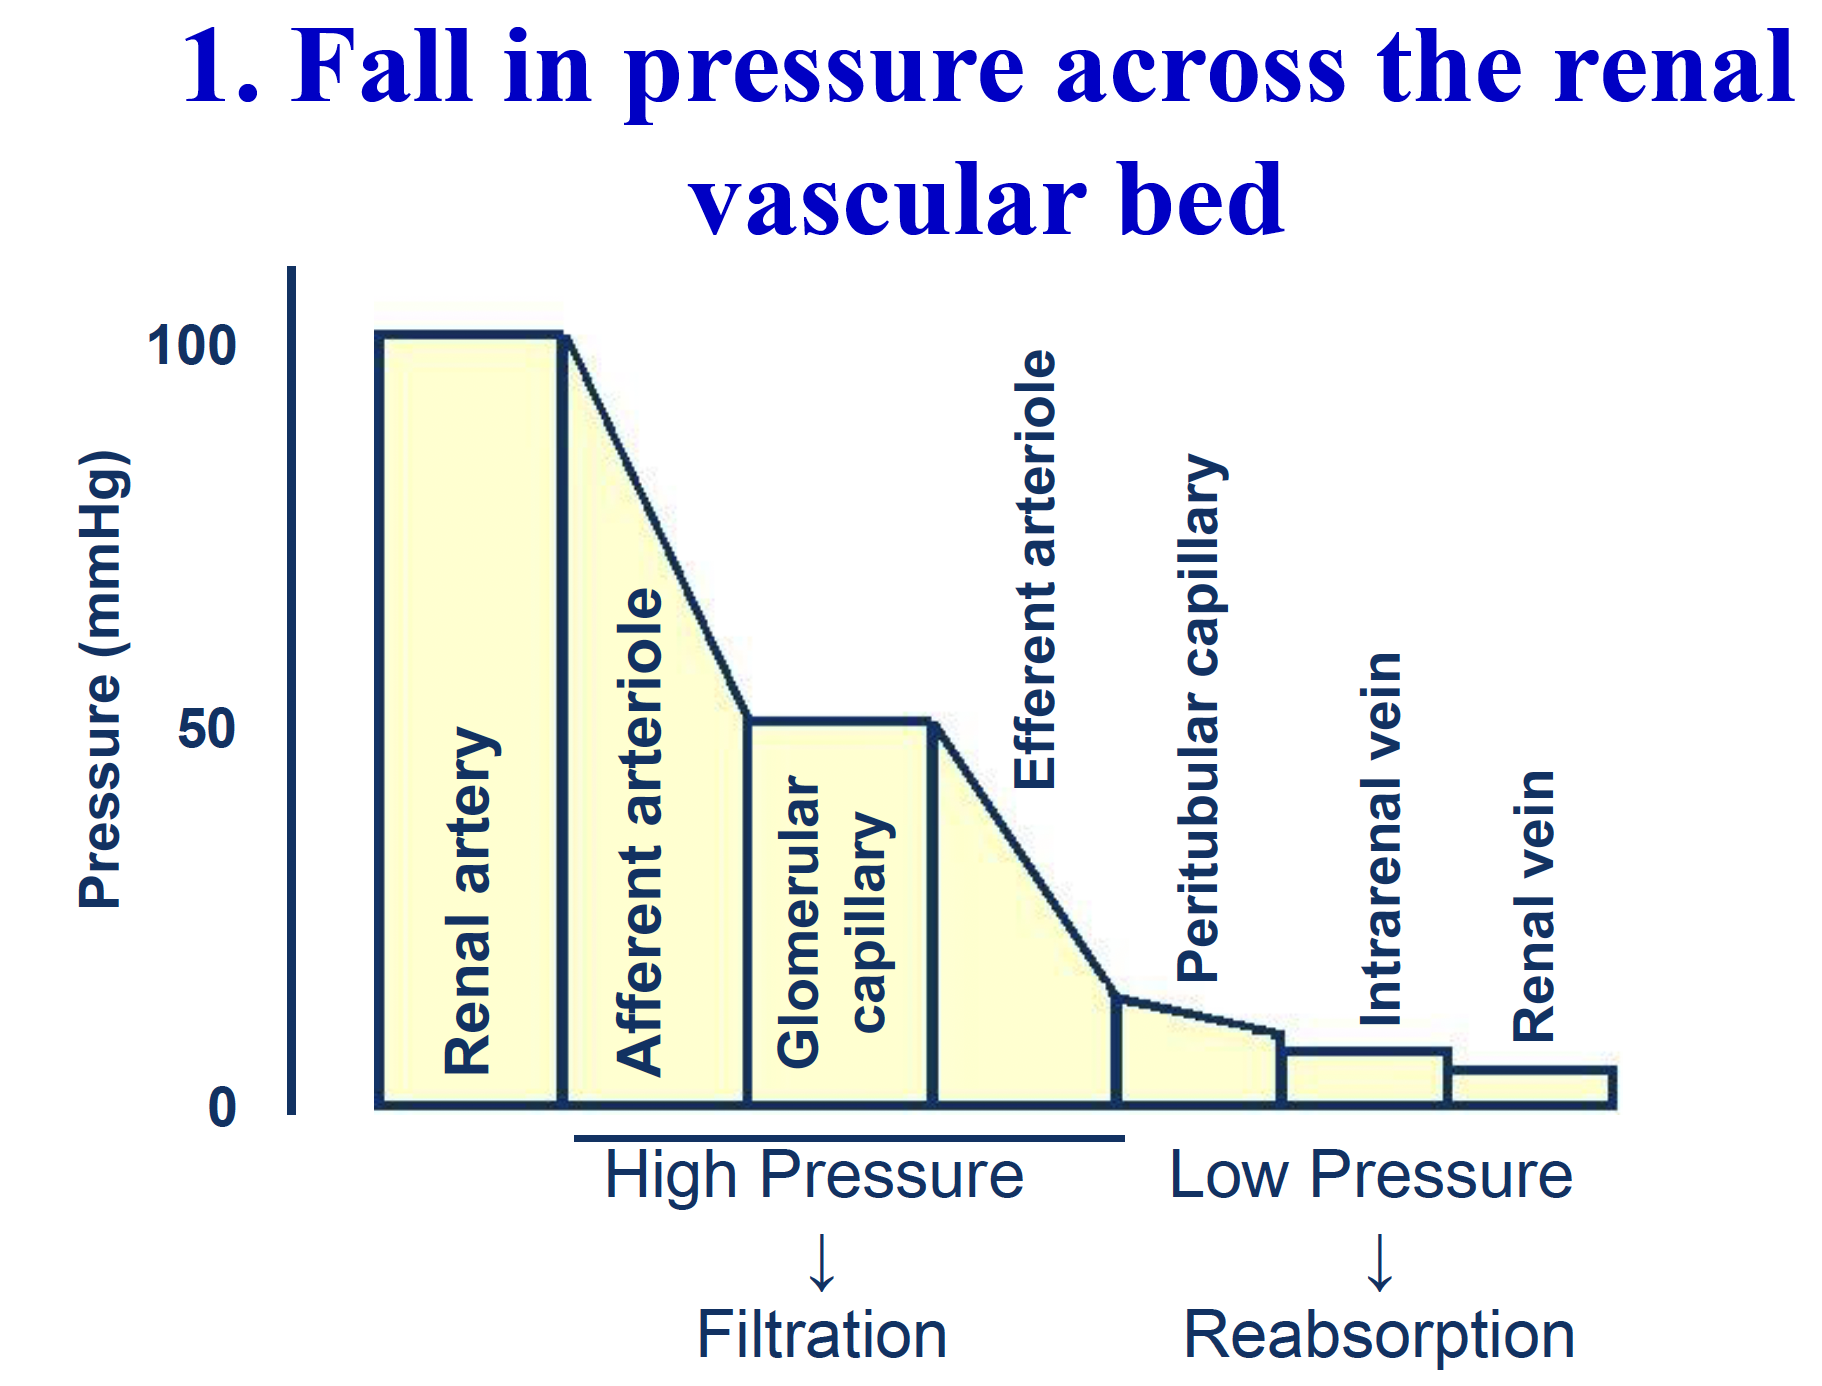 1. Fall in pressure across the renal
vascular bed
Pressure (mmHg)
100
50
0
Renal artery
Afferent arteriole
Glomerular
capillary
Efferent arteriole
Peritubular capillary
Intrarenal vein
Renal vein
High Pressure
↓
Filtration
Low Pressure
↓
Reabsorption